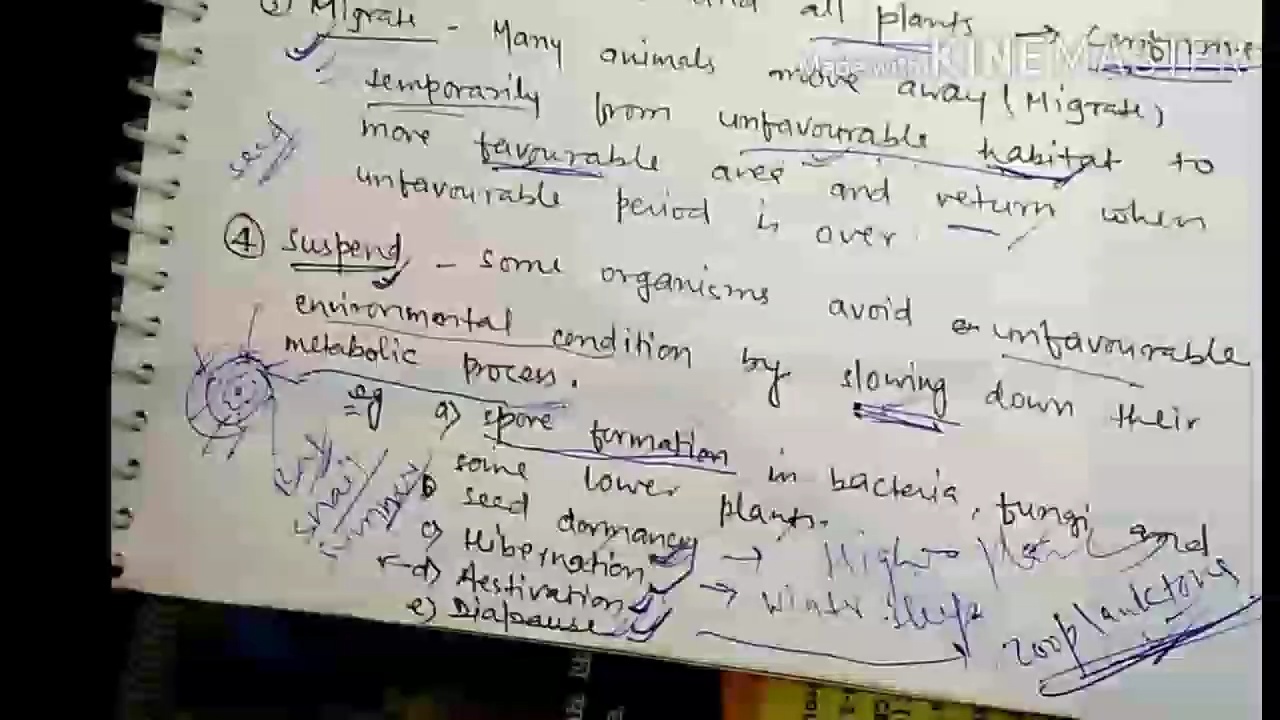 all plants → Conformer
Made with KINEMASTER
③ Migrate - Many animals move away (Migrate)
temporarily from unfavourable habitat to
more favourable area and return when
unfavourable period is over
④ Suspend - some organisms avoid unfavourable
environmental condition by slowing down their
metabolic process.
eg a) spore formation in bacteria, fungi and
some lower plants.
b) seed dormancy → Higher
c) Hibernation → Winter sleep
d) Aestivation
e) Diapause zooplanktons